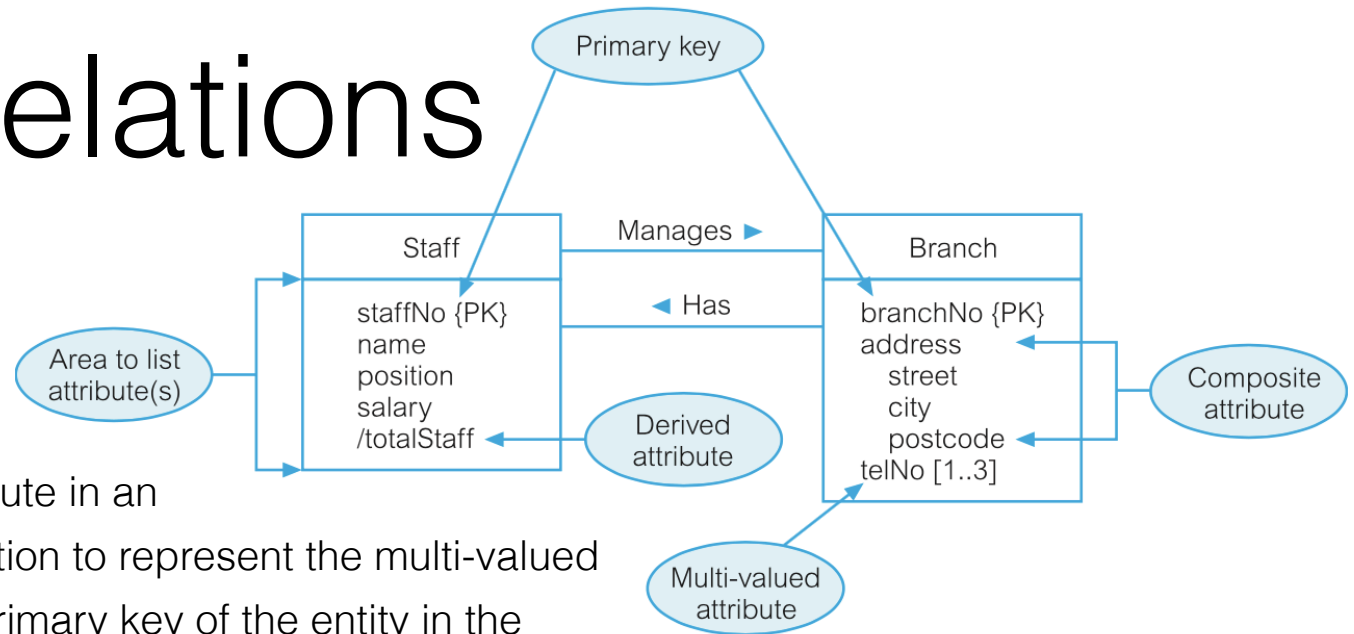 Primary key
elations
Manages ►
Staff
Branch
◄ Has
staffNo {PK}
name
position
salary
/totalStaff
branchNo {PK}
address
street
city
postcode
telNo [1..3]
Area to list
attribute(s)
Derived
attribute
Composite
attribute
Multi-valued
attribute
ute in an
tion to represent the multi-valued
rimary key of the entity in the